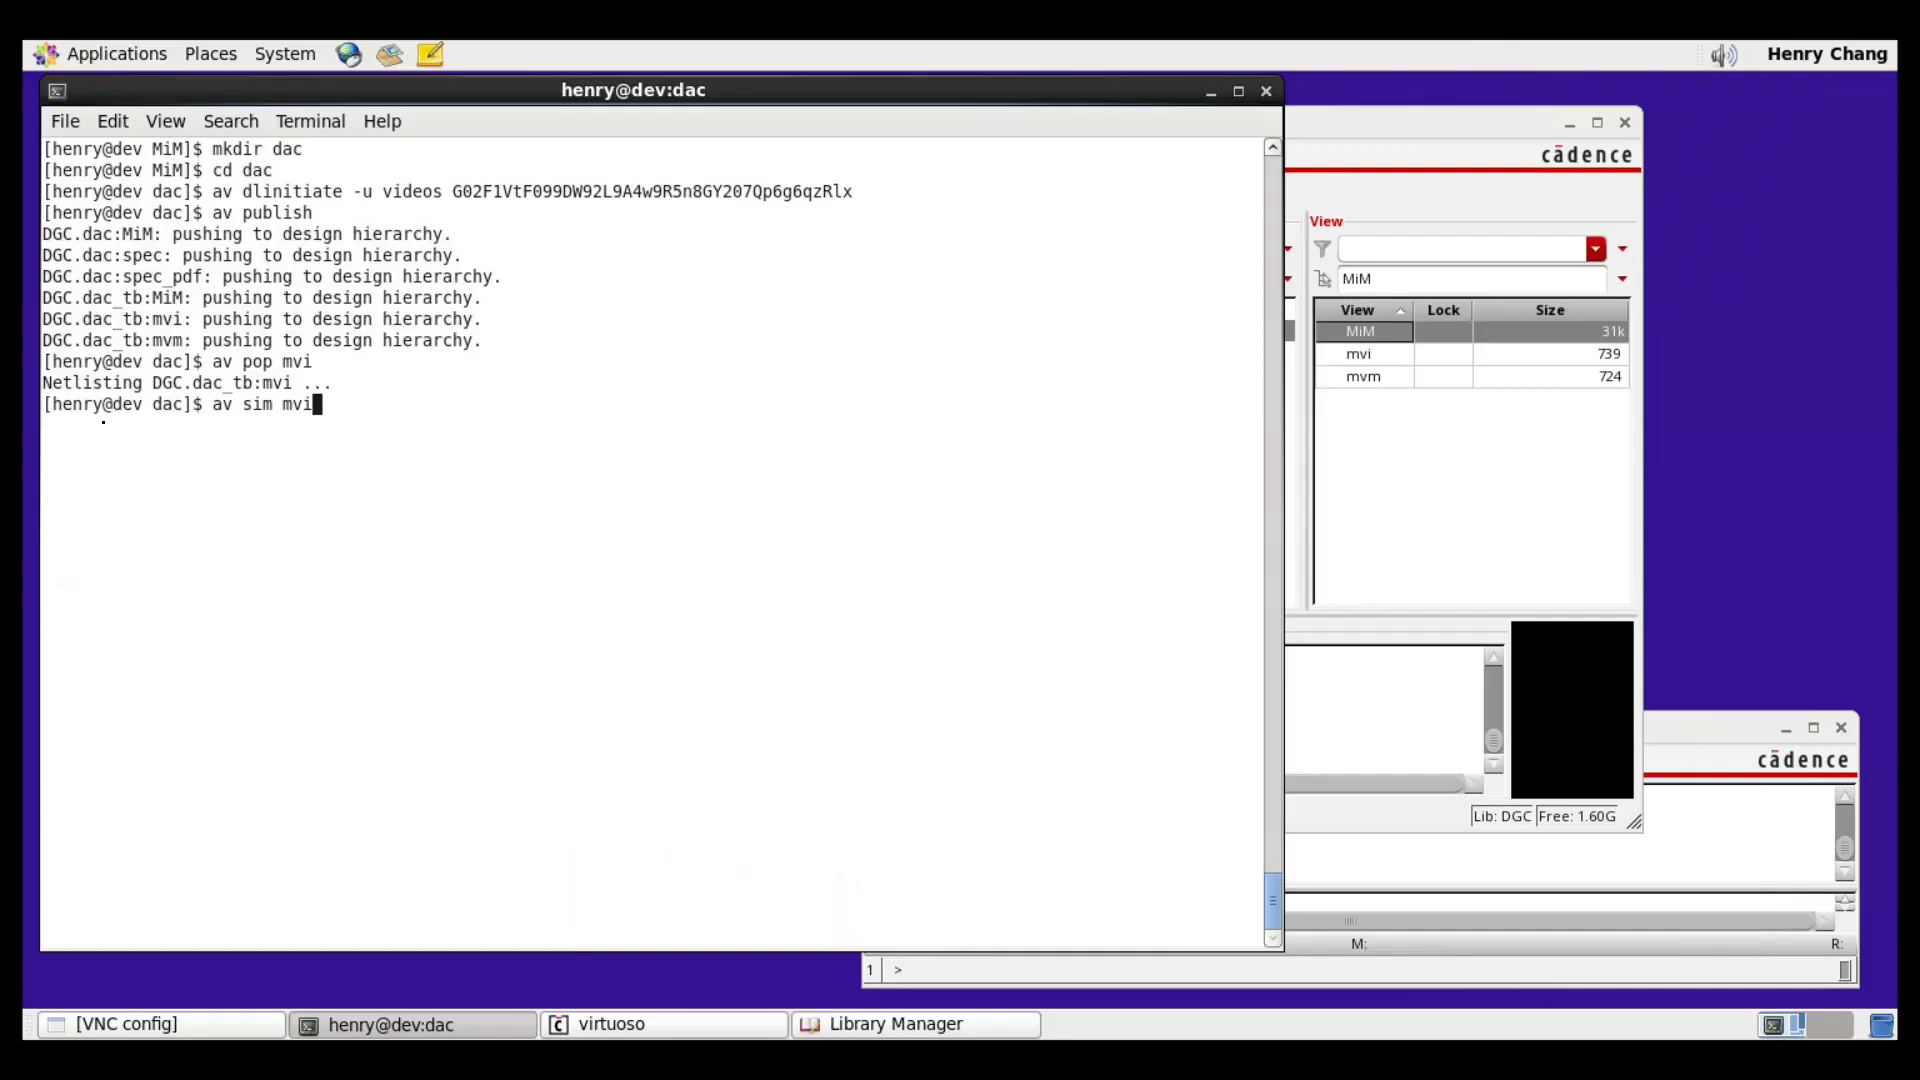 Applications Places System Henry Chang
henry@dev:dac
File Edit View Search Terminal Help
[henry@dev MiM]$ mkdir dac
[henry@dev MiM]$ cd dac
[henry@dev dac]$ av dlinitiate -u videos G02F1VtF099DW92L9A4w9R5n8GY207Qp6g6qzRlx
[henry@dev dac]$ av publish
DGC.dac:MiM: pushing to design hierarchy.
DGC.dac:spec: pushing to design hierarchy.
DGC.dac:spec_pdf: pushing to design hierarchy.
DGC.dac_tb:MiM: pushing to design hierarchy.
DGC.dac_tb:mvi: pushing to design hierarchy.
DGC.dac_tb:mvm: pushing to design hierarchy.
[henry@dev dac]$ av pop mvi
Netlisting DGC.dac_tb:mvi ...
[henry@dev dac]$ av sim mvi
cādence
View
MiM
View Lock Size
MiM 31k
mvi 739
mvm 724
Lib: DGC Free: 1.60G
cādence
M: R:
1 >
[VNC config] henry@dev:dac virtuoso Library Manager